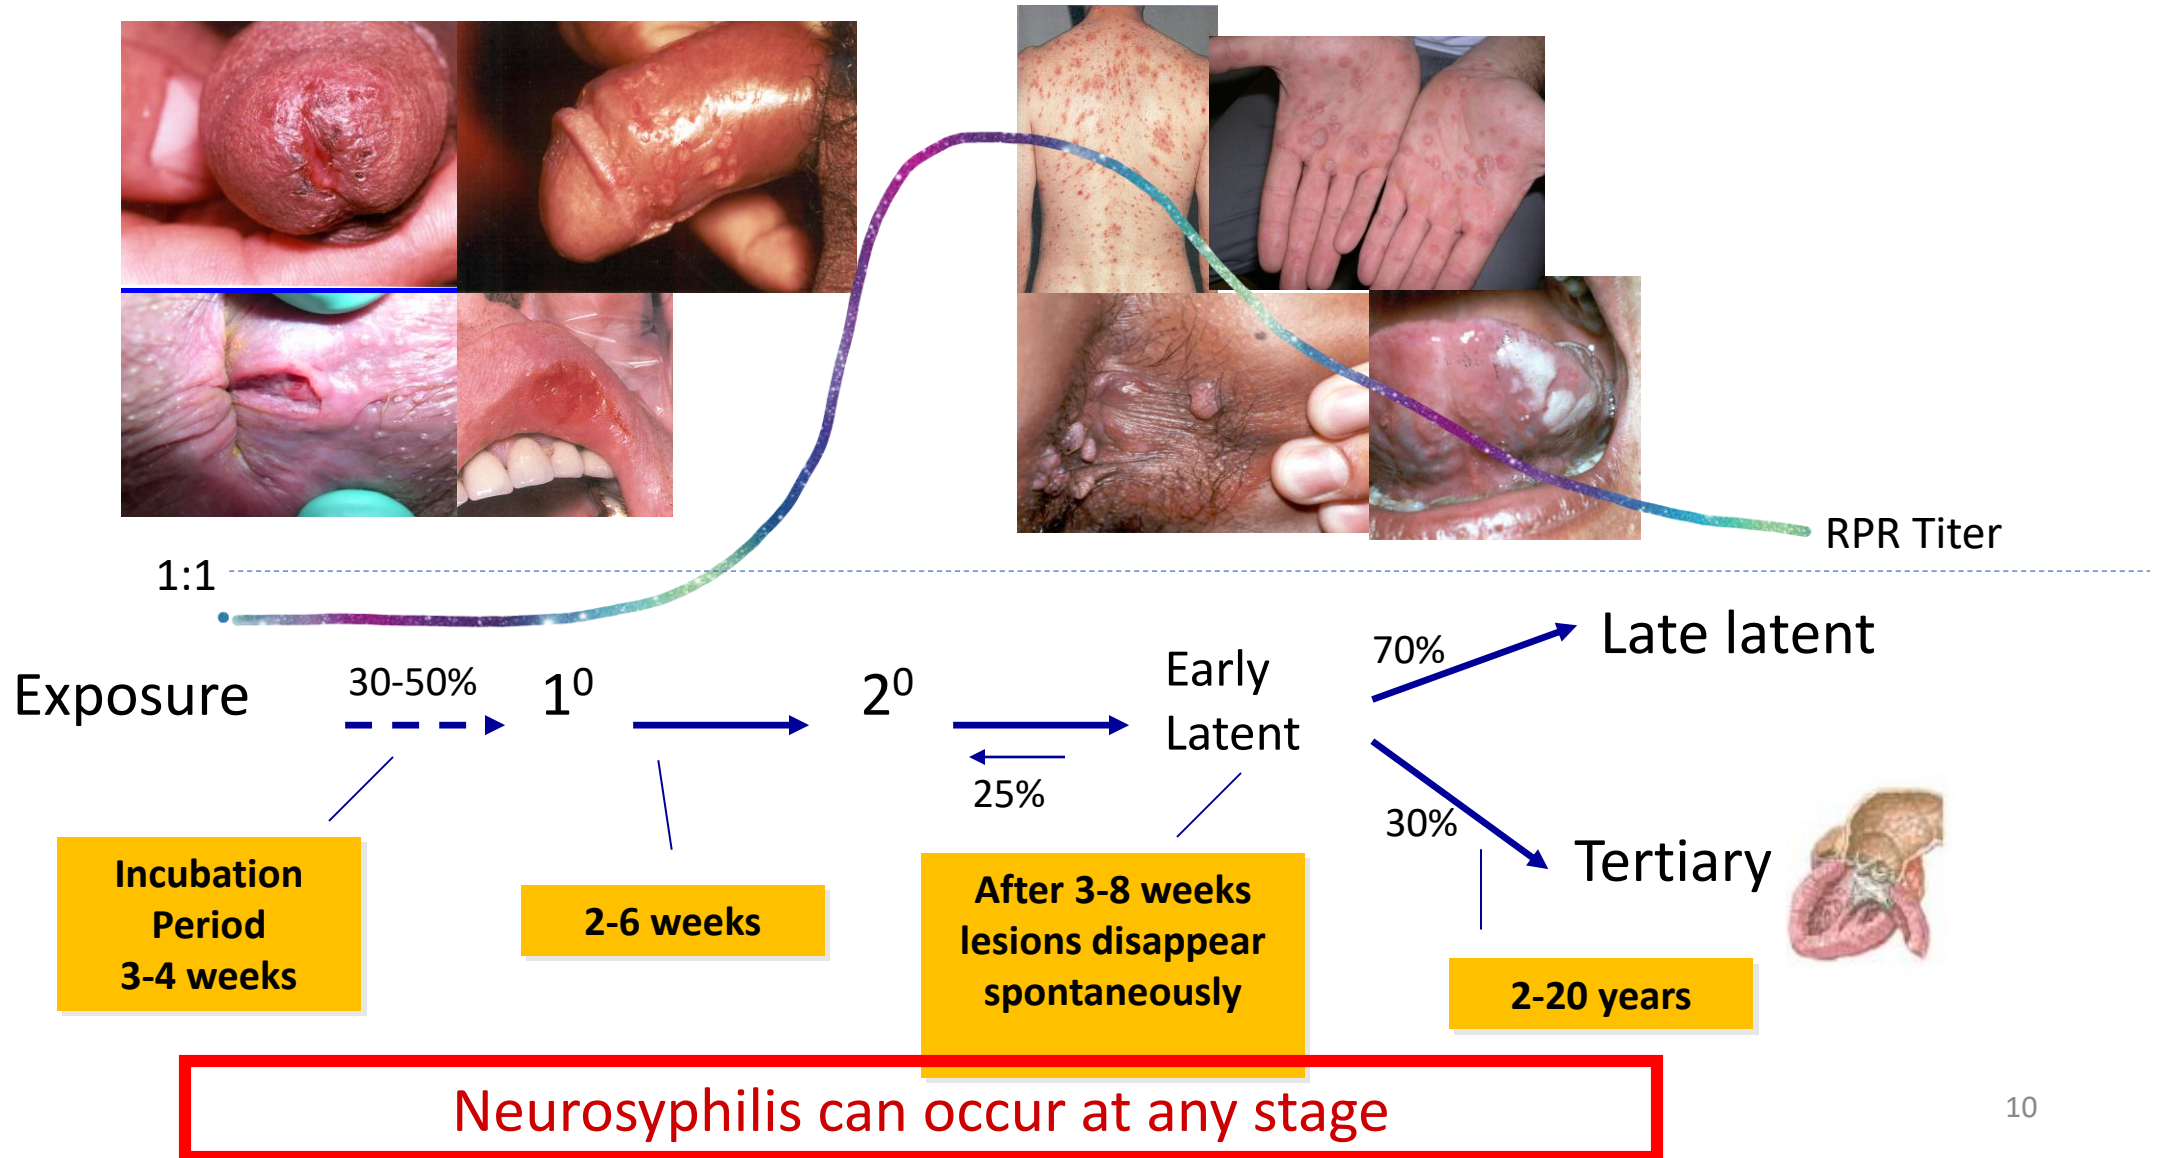 RPR Titer
1:1
Exposure
30-50%
1⁰
2⁰
25%
Early
Latent
70%
Late latent
30%
Tertiary
Incubation
Period
3-4 weeks
2-6 weeks
After 3-8 weeks
lesions disappear
spontaneously
2-20 years
Neurosyphilis can occur at any stage
10